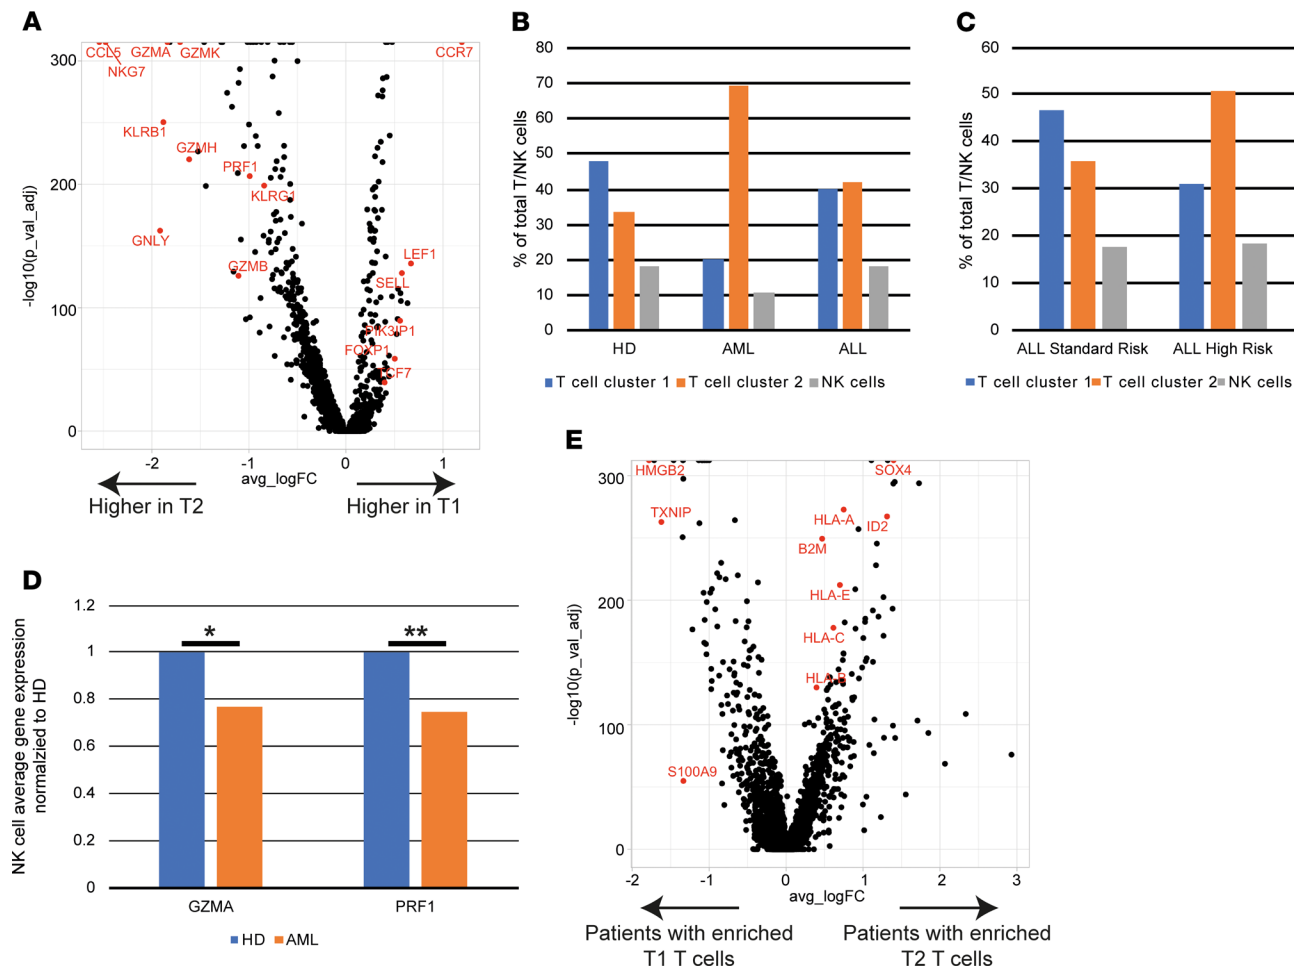 A
CCL5
GZMA
GZMK
CCR7
NKG7
KLRB1
GZMH
PRF1
KLRG1
GNLY
GZMB
LEF1
SELL
PIK3IP1
FOXP1
TCF7
300
200
100
0
-log10(p_val_adj)
-2
-1
0
1
avg_logFC
Higher in T2
Higher in T1
B
80
70
60
50
40
30
20
10
0
% of total T/NK cells
HD
AML
ALL
T cell cluster 1
T cell cluster 2
NK cells
C
60
50
40
30
20
10
0
% of total T/NK cells
ALL Standard Risk
ALL High Risk
T cell cluster 1
T cell cluster 2
NK cells
D
1.2
1
0.8
0.6
0.4
0.2
0
NK cell average gene expression
normalzied to HD
*
**
GZMA
PRF1
HD
AML
E
HMGB2
SOX4
TXNIP
HLA-A
ID2
B2M
HLA-E
HLA-C
HLA-B
S100A9
300
200
100
0
-log10(p_val_adj)
-2
-1
0
1
2
3
avg_logFC
Patients with enriched
T1 T cells
Patients with enriched
T2 T cells